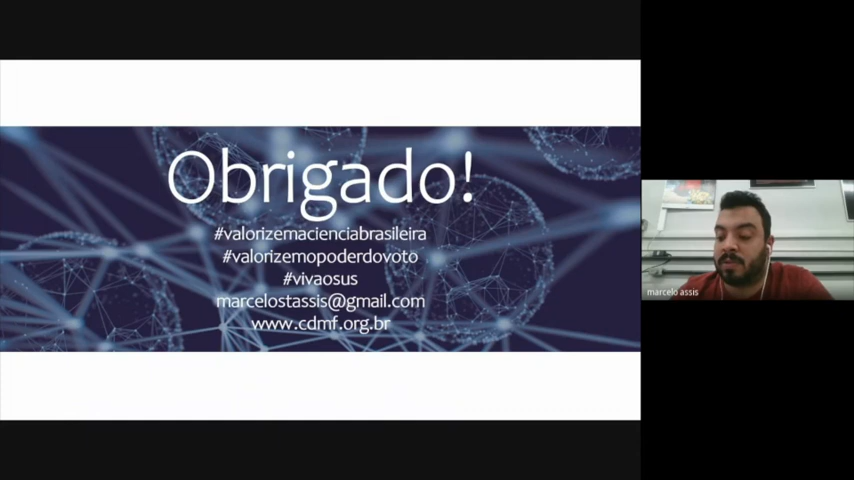 Obrigado!
#valorizemacienciabrasileira
#valorizemopoderdovoto
#vivaosus
marcelostassis@gmail.com
www.cdmf.org.br
marcelo assis